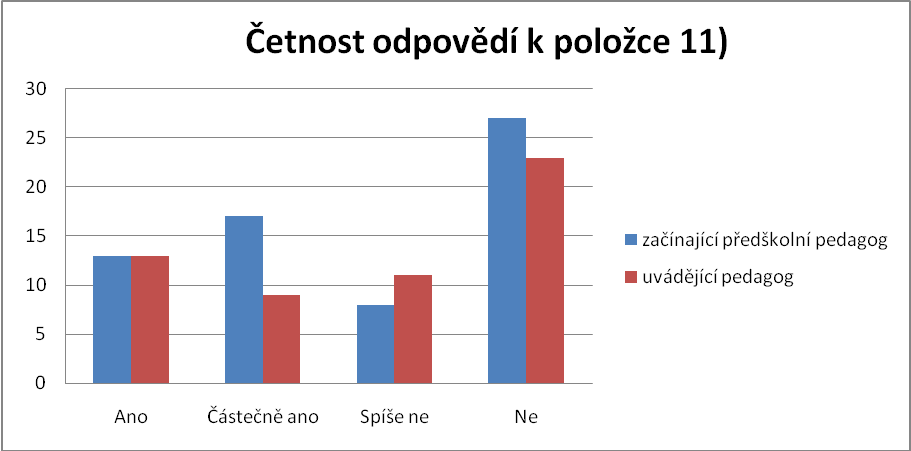 Četnost odpovědí k položce 11)
30
25
20
15
10
5
0
Ano
Částečně ano
Spíše ne
Ne
začínající předškolní pedagog
uvádějící pedagog